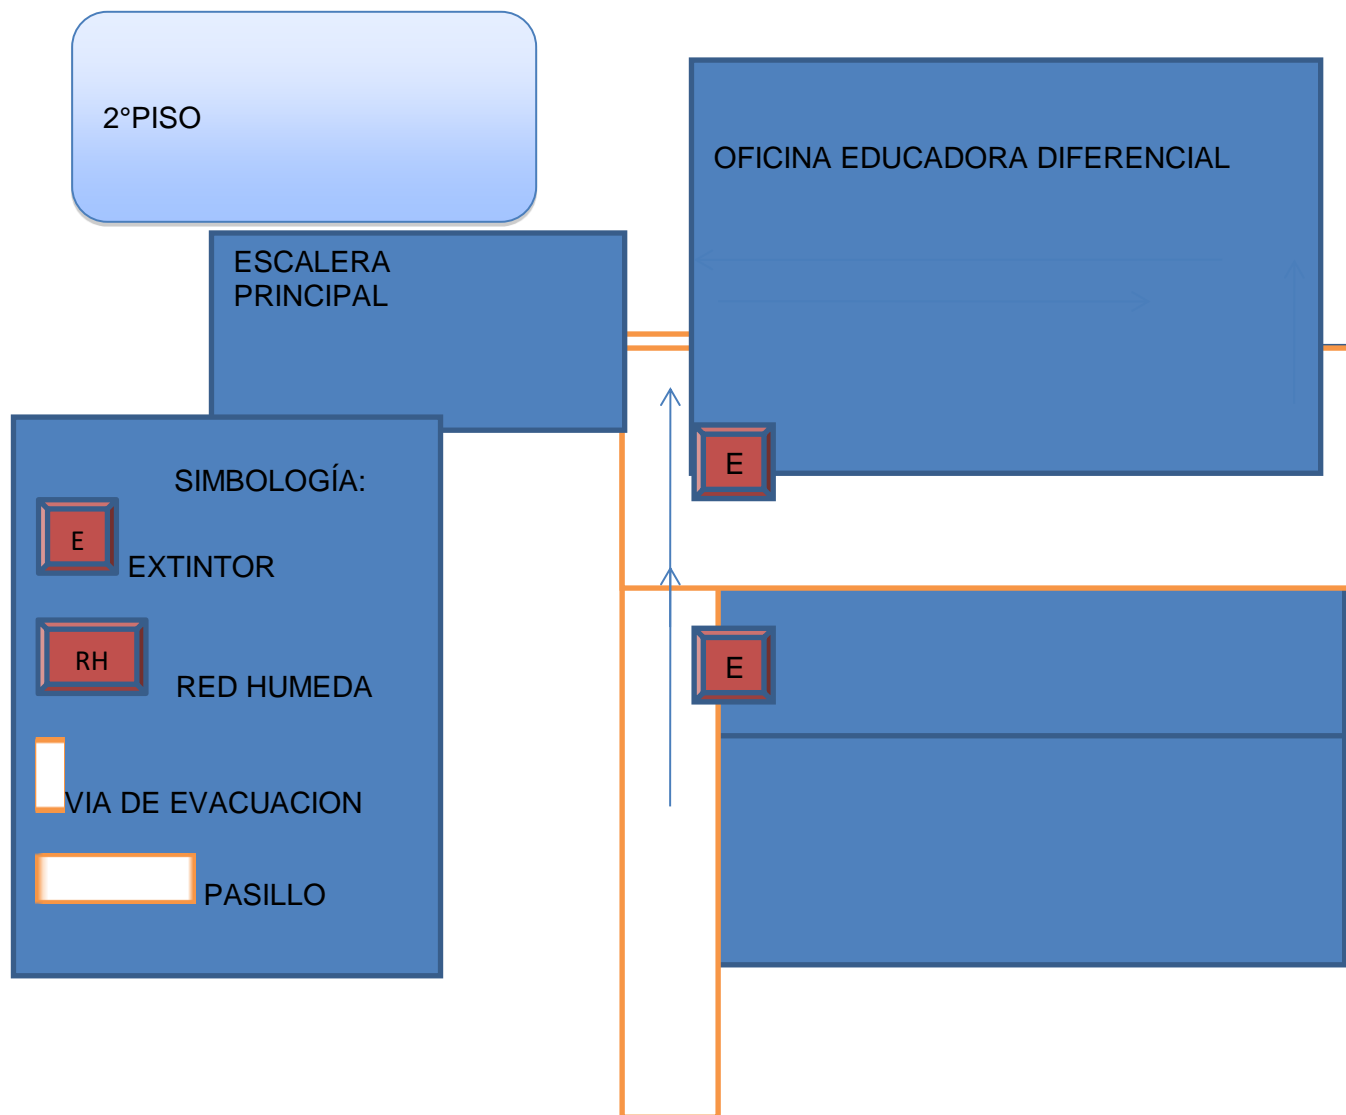 2°PISO
OFICINA EDUCADORA DIFERENCIAL
ESCALERA
PRINCIPAL
SIMBOLOGÍA:
E
EXTINTOR
RH
RED HUMEDA
VIA DE EVACUACION
PASILLO
E
E